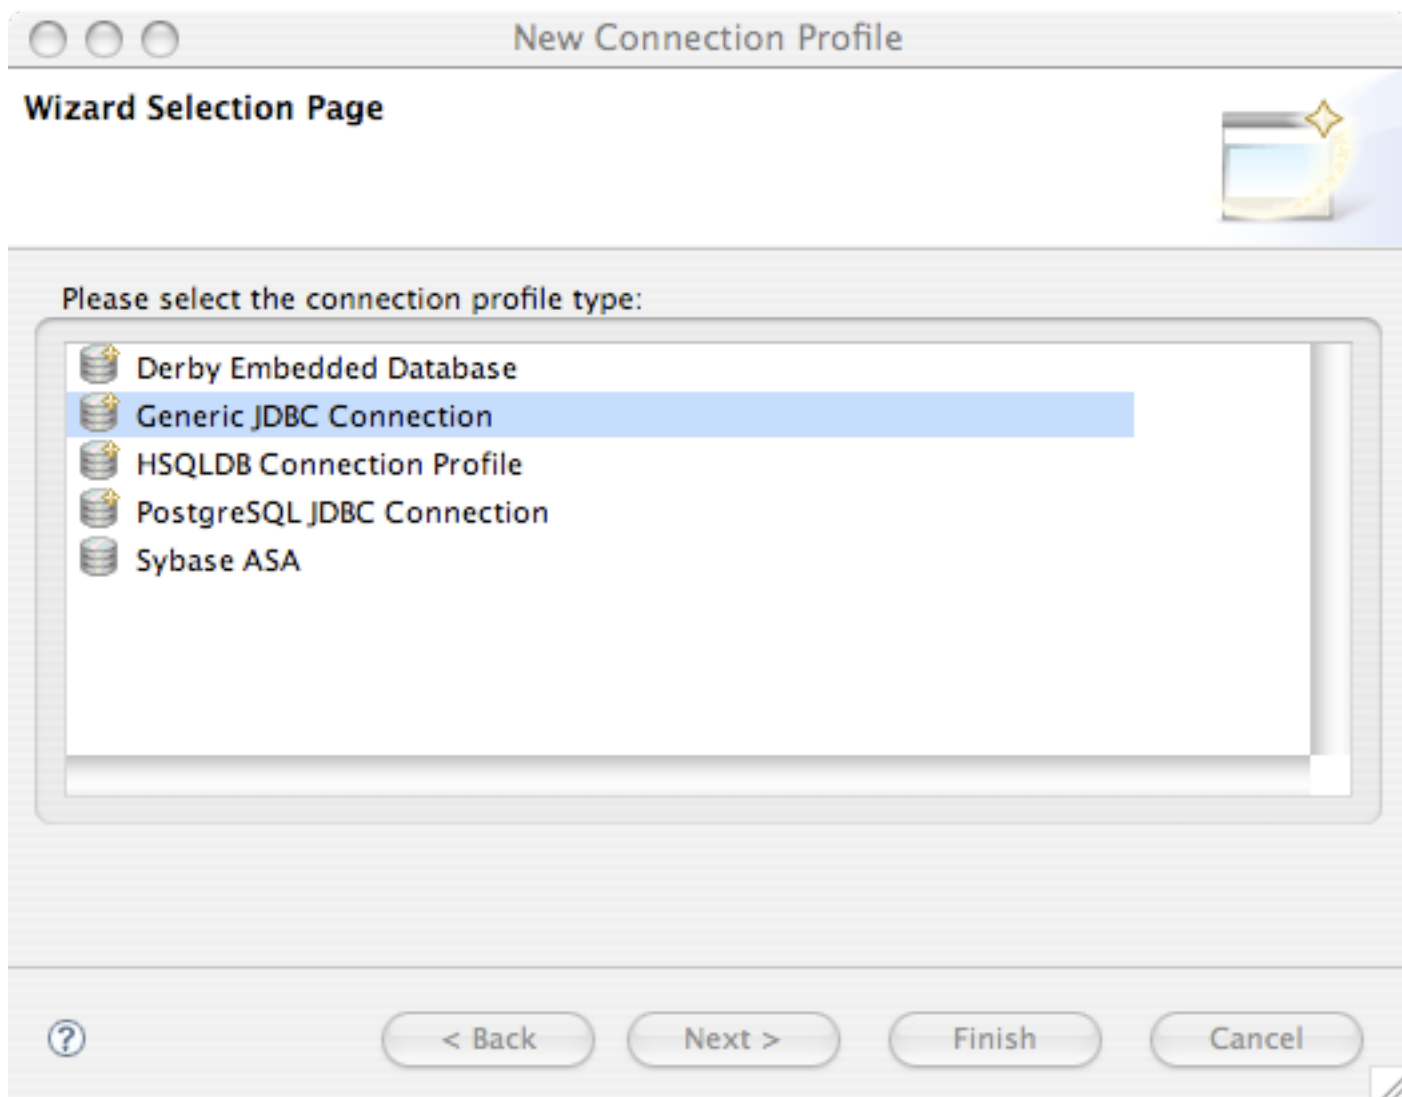 New Connection Profile
Wizard Selection Page
Please select the connection profile type:
Derby Embedded Database
Generic JDBC Connection
HSQLDB Connection Profile
PostgreSQL JDBC Connection
Sybase ASA
? < Back Next > Finish Cancel